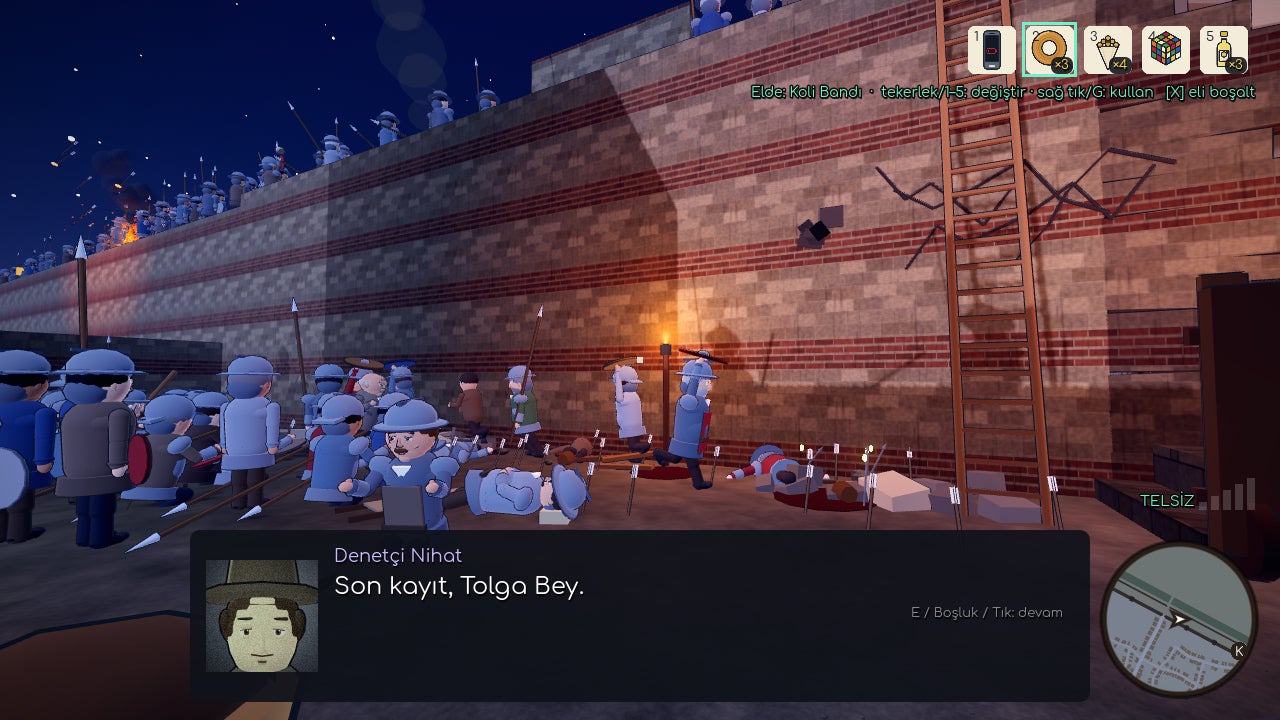 1 2 3 4 5
×3 ×4 ×3
Elde: Koli Bandı · tekerlek/1–5: değiştir · sağ tık/G: kullan [X] eli boşalt
TELSİZ
Denetçi Nihat
Son kayıt, Tolga Bey.
E / Boşluk / Tık: devam
K